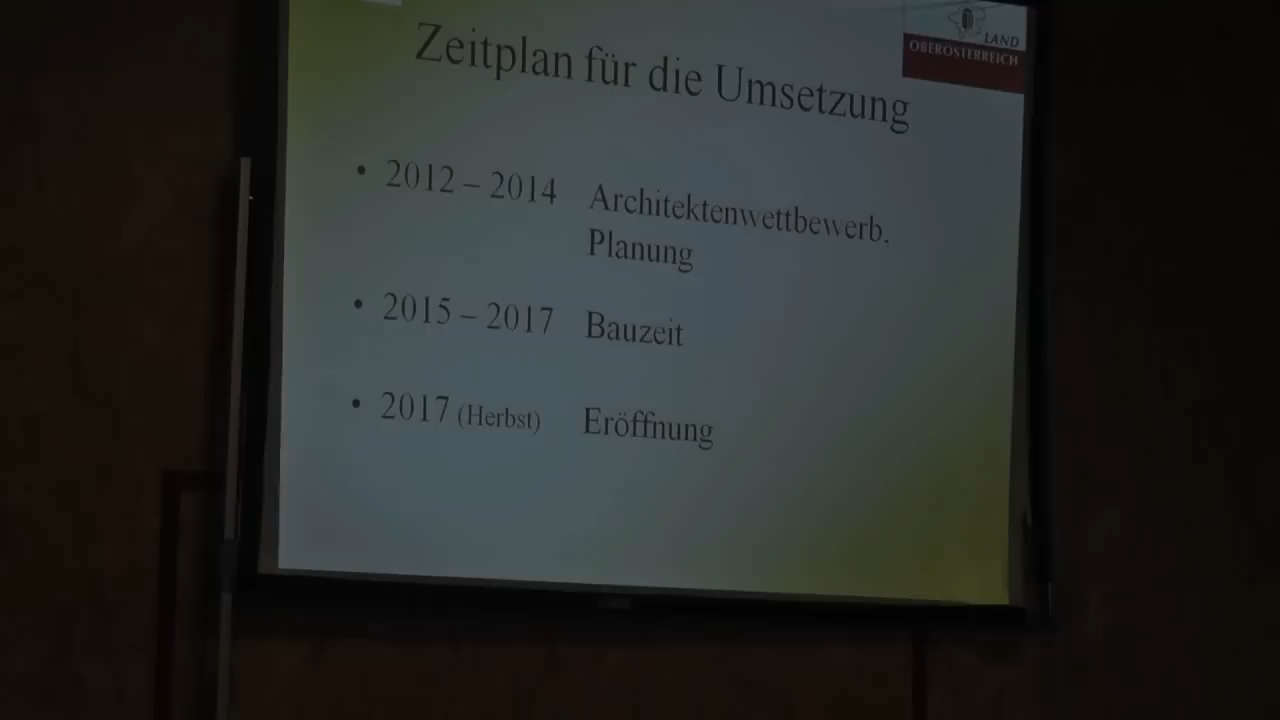 Zeitplan für die Umsetzung
LAND
OBERÖSTERREICH
• 2012 – 2014 Architektenwettbewerb,
Planung
• 2015 – 2017 Bauzeit
• 2017 (Herbst) Eröffnung